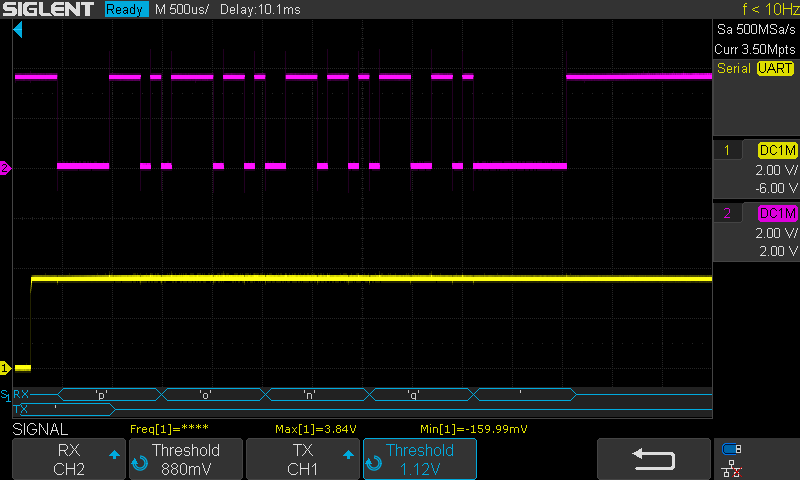 SIGLENT Ready M 500us/ Delay:10.1ms f < 10Hz
Sa 500MSa/s
Curr 3.50Mpts
Serial UART
1 DC1M
2.00 V/
-6.00 V
2 DC1M
2.00 V/
2.00 V
2
1
S1 RX 'p' 'o' 'n' 'q' '
TX '
SIGNAL Freq[1]=**** Max[1]=3.84V Min[1]=-159.99mV
RX
CH2
Threshold
880mV
TX
CH1
Threshold
1.12V